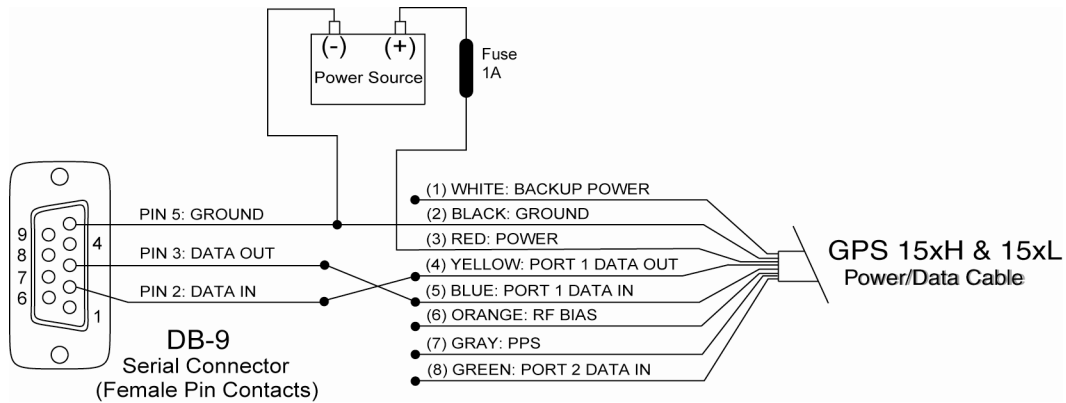 (-) (+)
Power Source
Fuse
1A
PIN 5: GROUND
PIN 3: DATA OUT
PIN 2: DATA IN
9
8
7
6
4
1
DB-9
Serial Connector
(Female Pin Contacts)
(1) WHITE: BACKUP POWER
(2) BLACK: GROUND
(3) RED: POWER
(4) YELLOW: PORT 1 DATA OUT
(5) BLUE: PORT 1 DATA IN
(6) ORANGE: RF BIAS
(7) GRAY: PPS
(8) GREEN: PORT 2 DATA IN
GPS 15xH & 15xL
Power/Data Cable